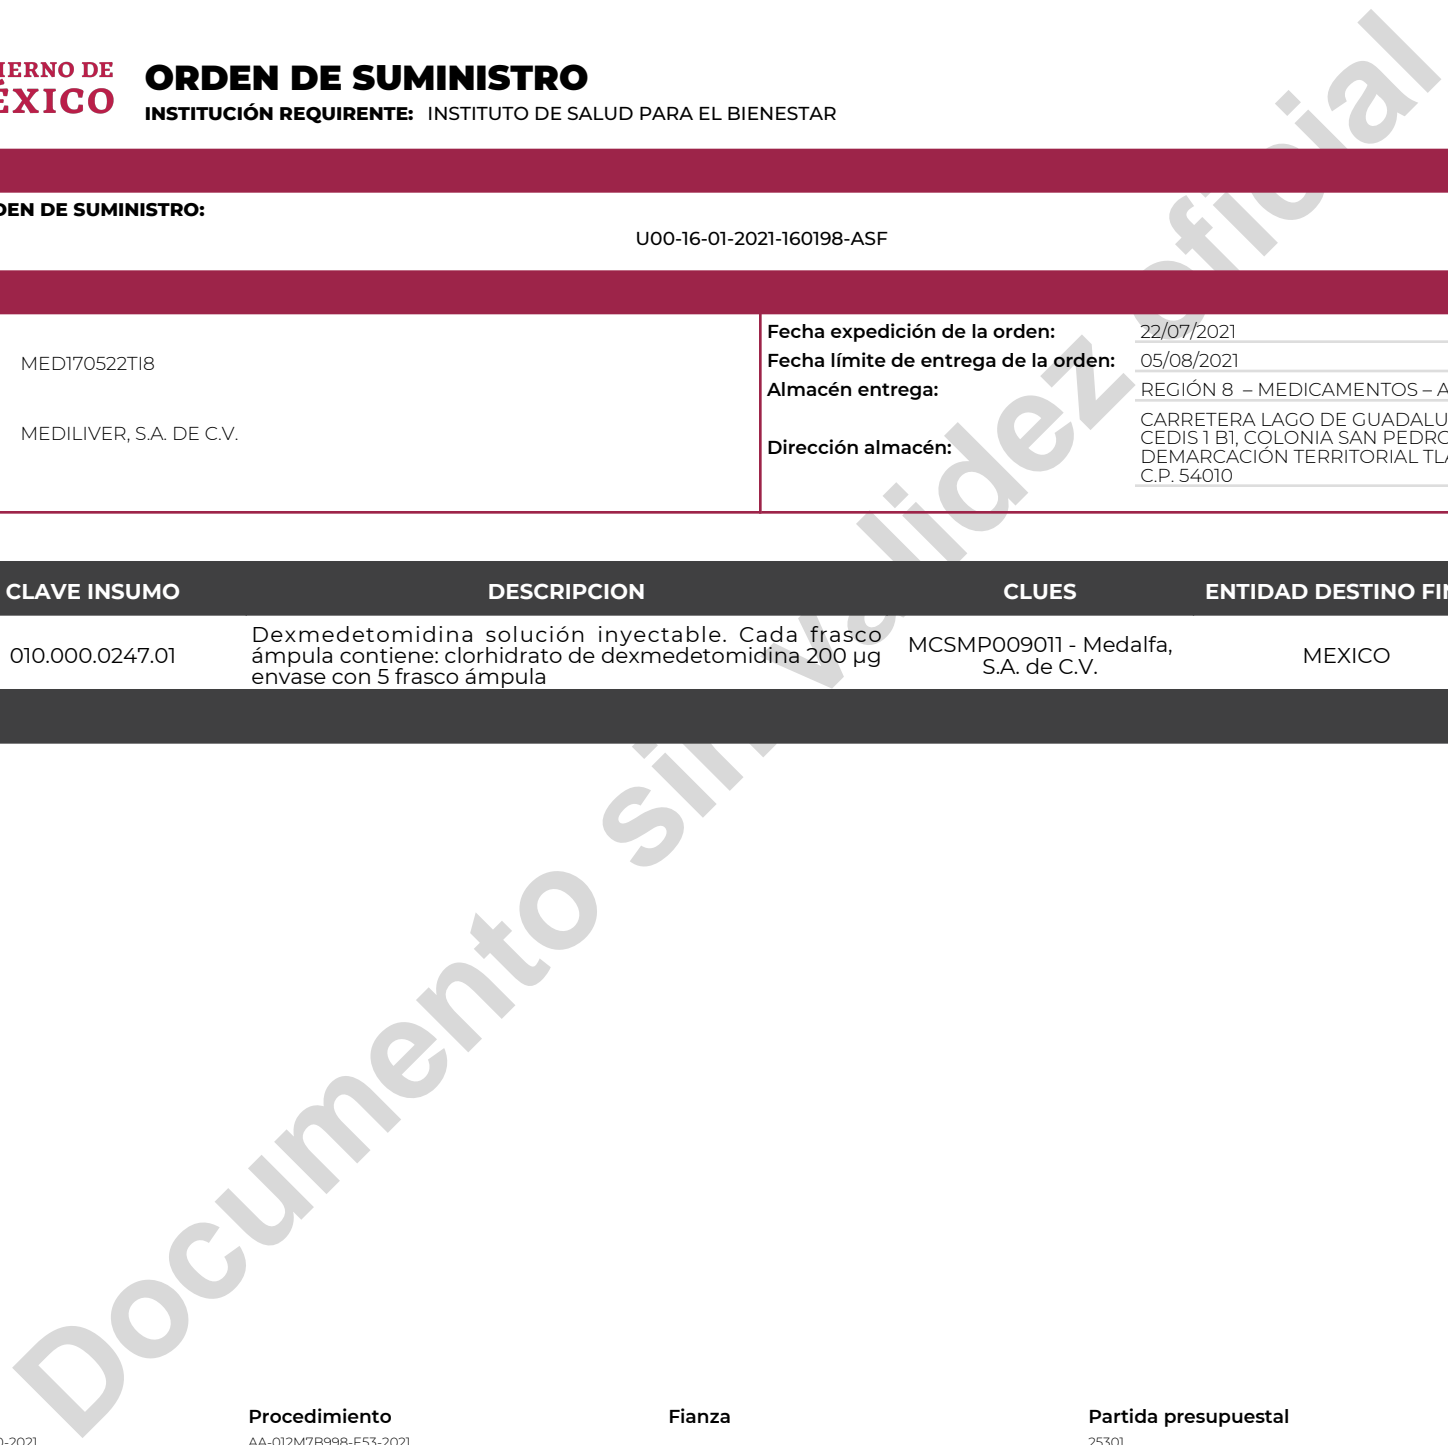 ORDEN DE SUMINISTRO
INSTITUCIÓN REQUIRENTE: INSTITUTO DE SALUD PARA EL BIENESTAR
IERNO DE
ÉXICO
DEN DE SUMINISTRO:
U00-16-01-2021-160198-ASF
MED170522TI8
MEDILIVER, S.A. DE C.V.
Fecha expedición de la orden: 22/07/2021
Fecha límite de entrega de la orden: 05/08/2021
Almacén entrega: REGIÓN 8 – MEDICAMENTOS – A
Dirección almacén:
CARRETERA LAGO DE GUADALU
CEDIS 1 B1, COLONIA SAN PEDRO
DEMARCACIÓN TERRITORIAL TLA
C.P. 54010
CLAVE INSUMO DESCRIPCION CLUES ENTIDAD DESTINO FIN
010.000.0247.01
Dexmedetomidina solución inyectable. Cada frasco
ámpula contiene: clorhidrato de dexmedetomidina 200 µg
envase con 5 frasco ámpula
MCSMP009011 - Medalfa,
S.A. de C.V.
MEXICO
Documento sin validez oficial
Procedimiento Fianza Partida presupuestal
0-2021 AA-012M7B998-E53-2021 25301